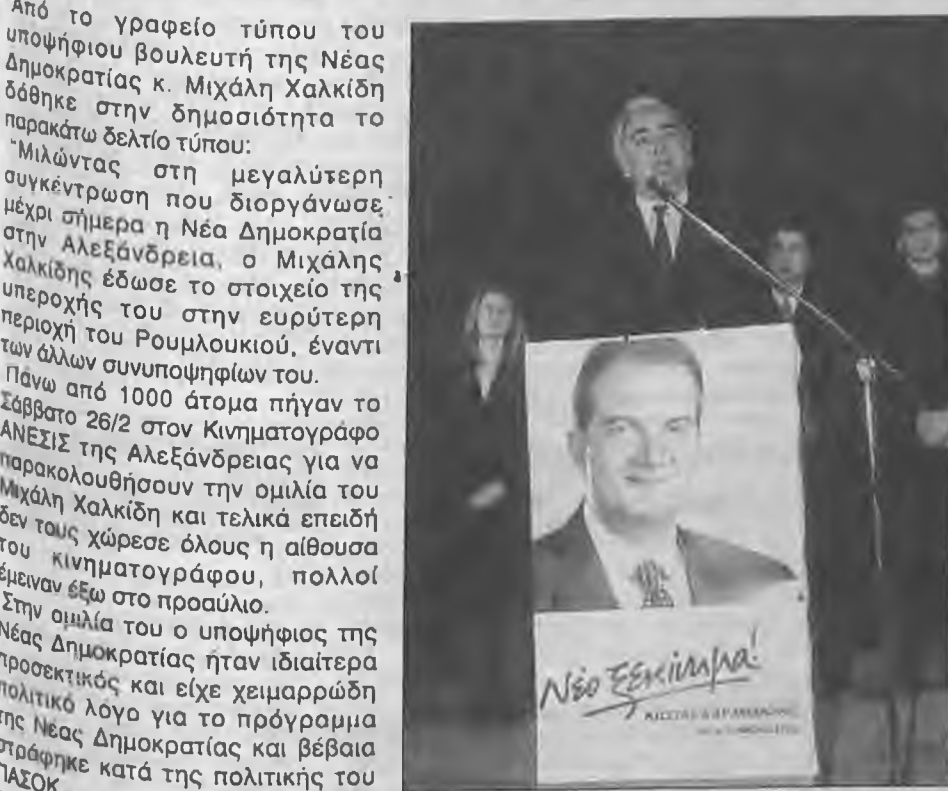 Από το γραφείο τύπου του
υποψήφιου βουλευτή της Νέας
Δημοκρατίας κ. Μιχάλη Χαλκίδη
δόθηκε στην δημοσιότητα το
παρακάτω δελτίο τύπου:
"Μιλώντας στη μεγαλύτερη
συγκέντρωση που διοργάνωσε
μέχρι σήμερα η Νέα Δημοκρατία
στην Αλεξάνδρεια, ο Μιχάλης
Χαλκίδης έδωσε το στοιχείο της
υπεροχής του στην ευρύτερη
περιοχή του Ρουμλουκιού, έναντι
των άλλων συνυποψηφίων του.
Πάνω από 1000 άτομα πήγαν το
Σάββατο 26/2 στον Κινηματογράφο
ΑΝΕΣΙΣ της Αλεξάνδρειας για να
παρακολουθήσουν την ομιλία του
Μιχάλη Χαλκίδη και τελικά επειδή
δεν τους χώρεσε όλους η αίθουσα
του κινηματογράφου, πολλοί
έμειναν έξω στο προαύλιο.
Στην ομιλία του ο υποψήφιος της
Νέας Δημοκρατίας ήταν ιδιαίτερα
προσεκτικός και είχε χειμαρρώδη
πολιτικό λόγο για το πρόγραμμα
της Νέας Δημοκρατίας και βέβαια
στράφηκε κατά της πολιτικής του
ΠΑΣΟΚ
Νέο ξεκίνημα!
ΚΩΣΤΑΣ ΚΑΡΑΜΑΝΛΗΣ